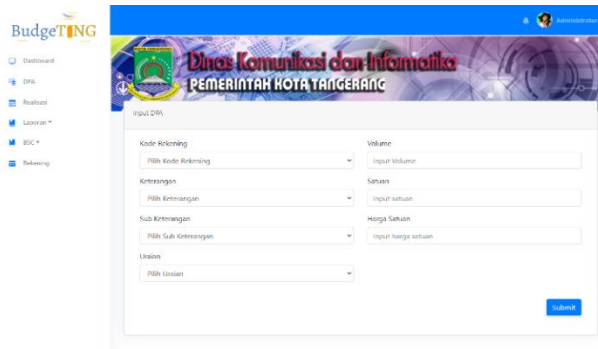 BudgeTING
Administrator
Dashboard
DPA
Realisasi
Laporan
BSC
Rekening
Dinas Komunikasi dan Informatika
PEMERINTAH KOTA TANGERANG
Input DPA
Kode Rekening
Pilih Kode Rekening
Keterangan
Pilih Keterangan
Sub Keterangan
Pilih Sub Keterangan
Uraian
Pilih Uraian
Volume
Input Volume
Satuan
Input satuan
Harga Satuan
Input harga satuan
Submit